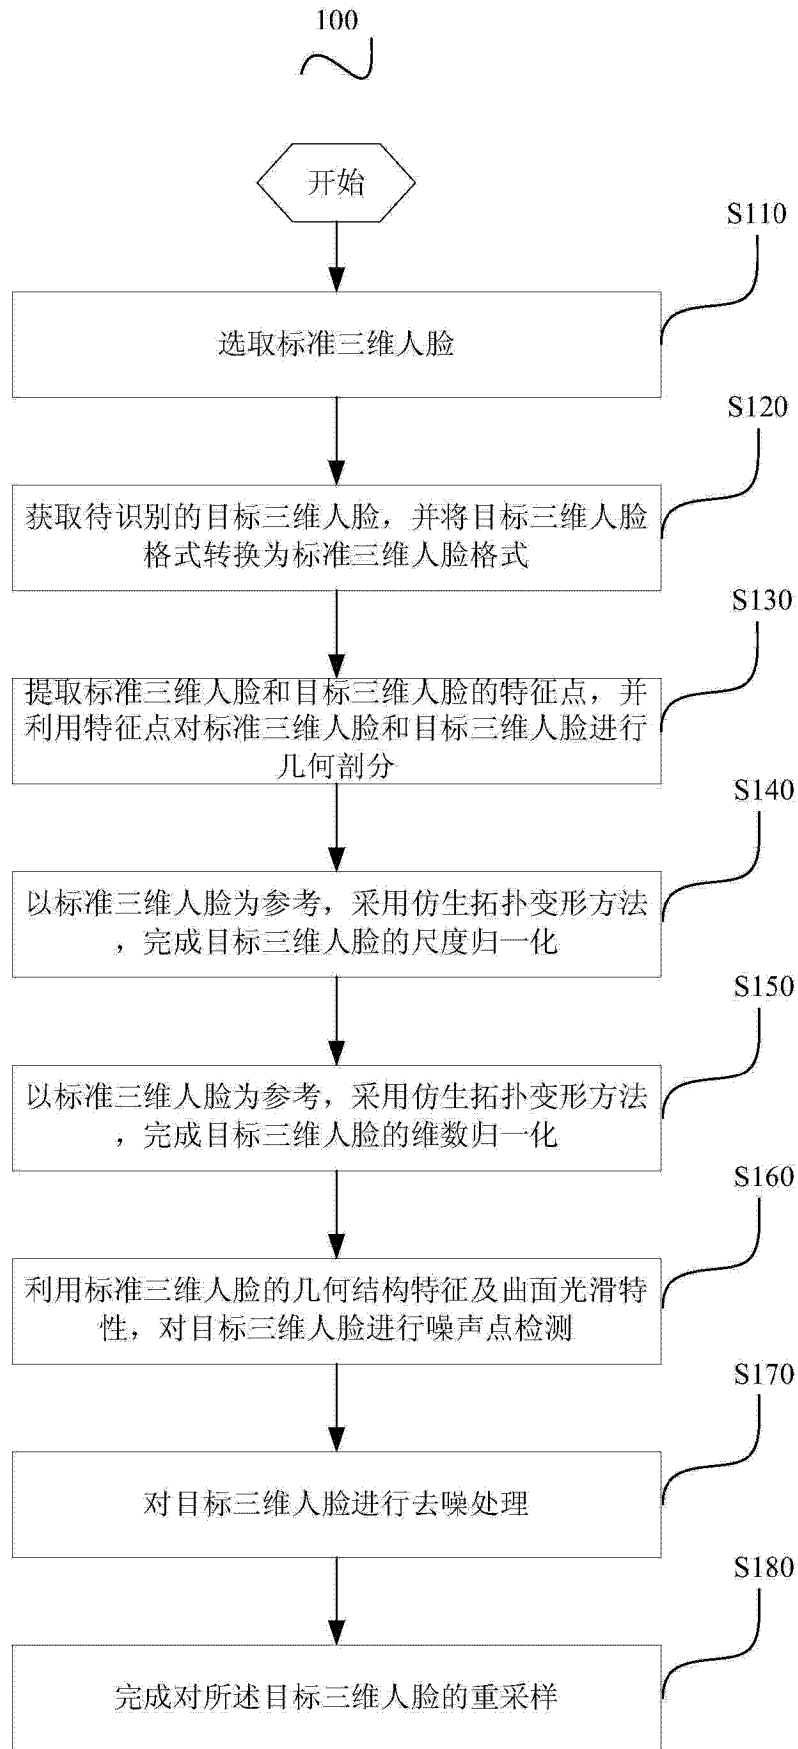 100
开始
S110
选取标准三维人脸
S120
获取待识别的目标三维人脸，并将目标三维人脸
格式转换为标准三维人脸格式
S130
提取标准三维人脸和目标三维人脸的特征点，并
利用特征点对标准三维人脸和目标三维人脸进行
几何剖分
S140
以标准三维人脸为参考，采用仿生拓扑变形方法
，完成目标三维人脸的尺度归一化
S150
以标准三维人脸为参考，采用仿生拓扑变形方法
，完成目标三维人脸的维数归一化
S160
利用标准三维人脸的几何结构特征及曲面光滑特
性，对目标三维人脸进行噪声点检测
S170
对目标三维人脸进行去噪处理
S180
完成对所述目标三维人脸的重采样